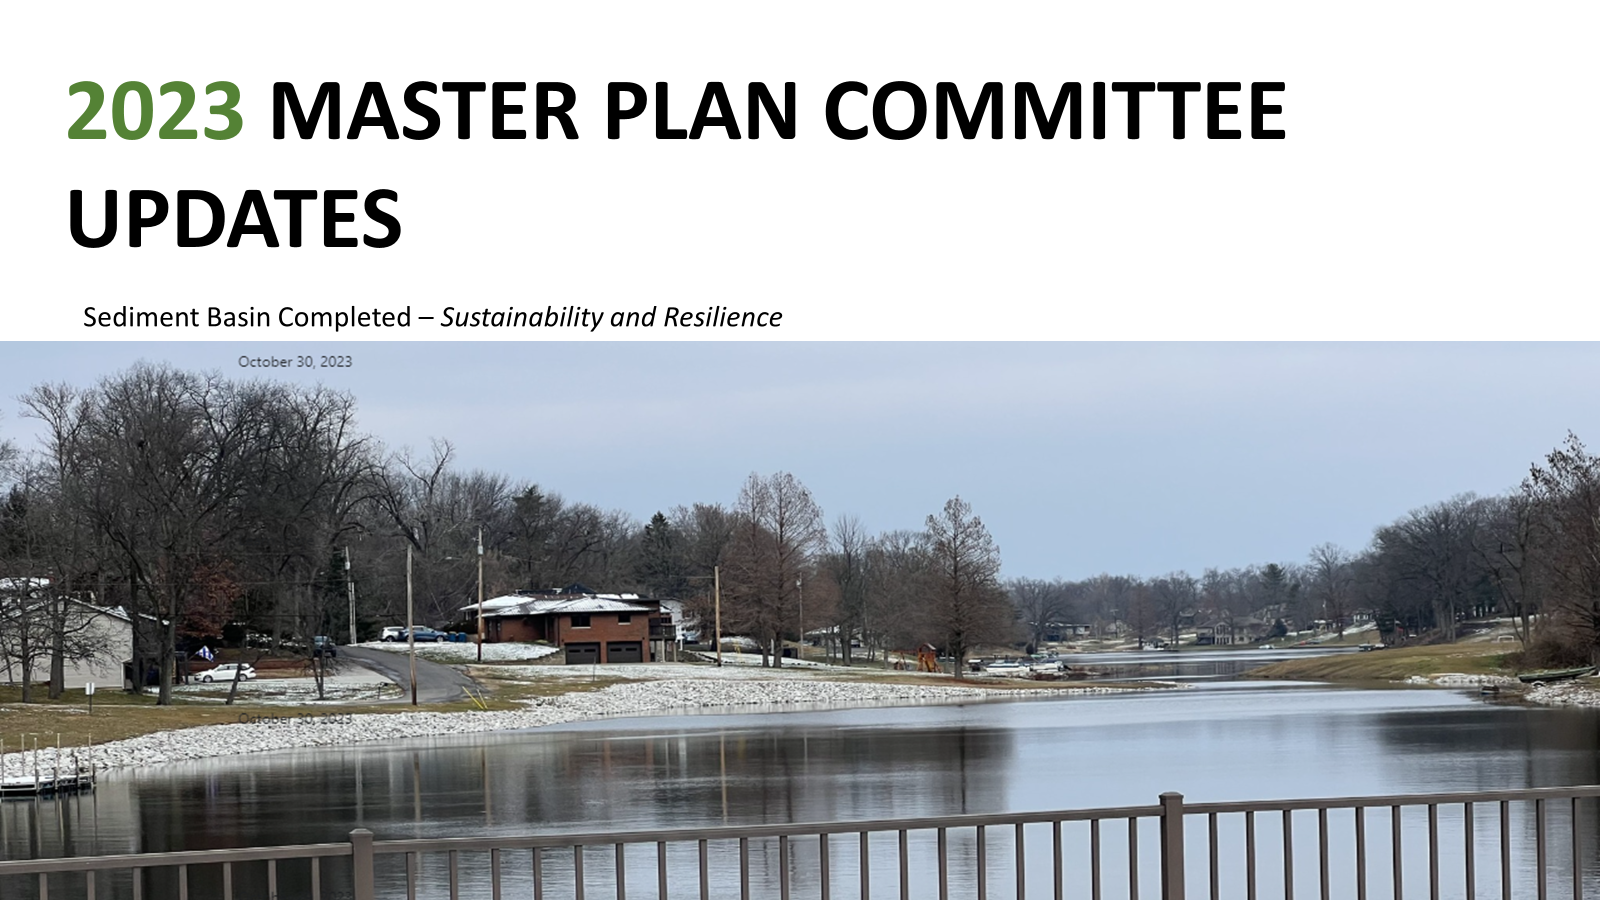 2023 MASTER PLAN COMMITTEE
UPDATES
Sediment Basin Completed – Sustainability and Resilience
October 30, 2023
October 30, 2023